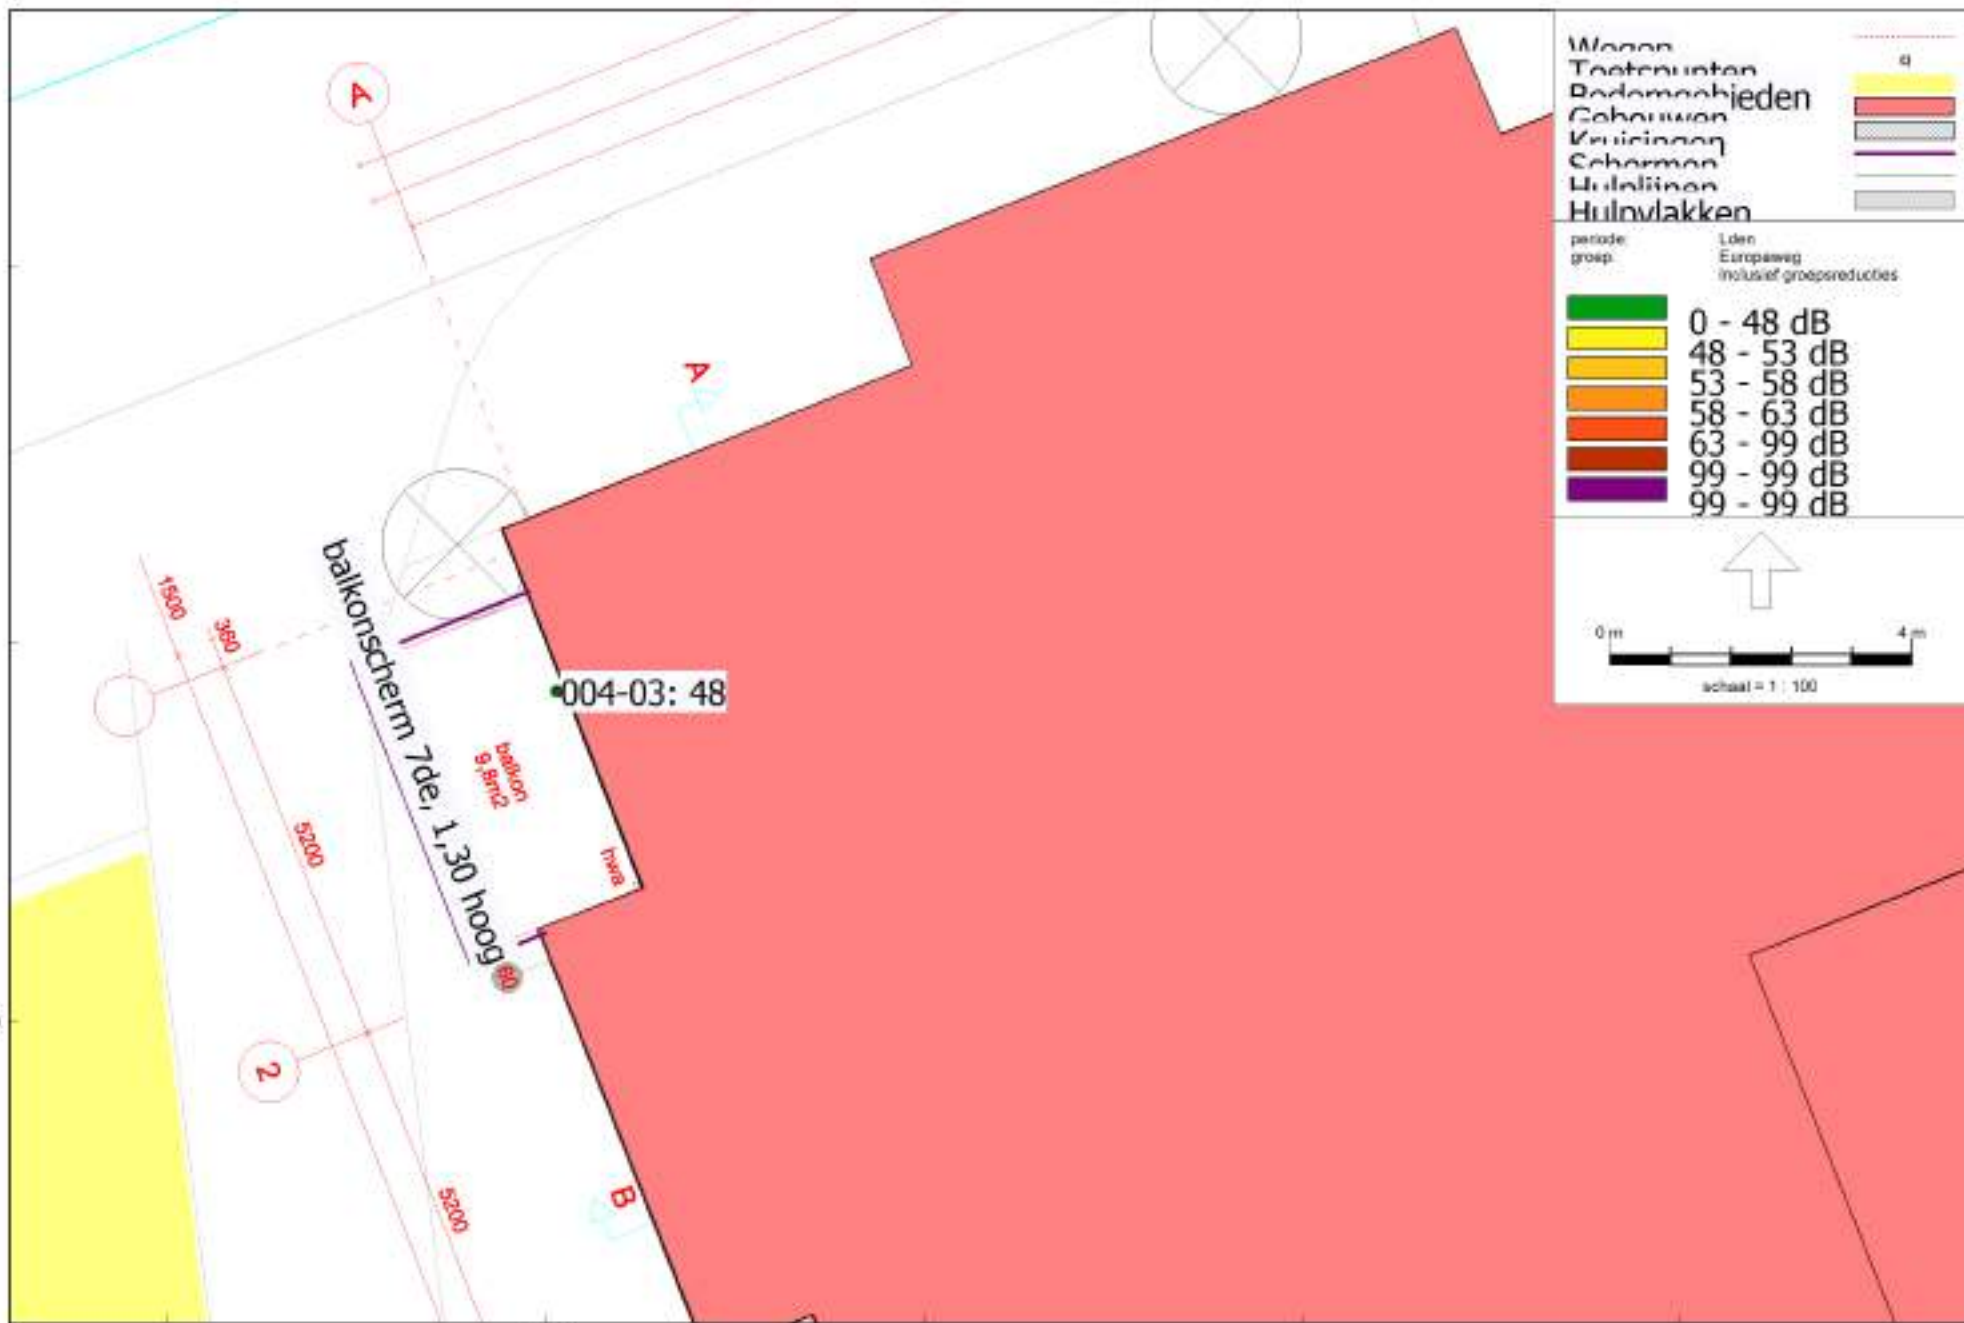 A
A
balkonscherm 7de, 1,30 hoog
1500
360
004-03: 48
balkon
9,8m2
hwa
5200
60
2
5200
B
Wegen
Toetspunten
Bodemgebieden
Gebouwen
Kruisingen
Schermen
Hulplijnen
Hulpvlakken
periode: Lden
groep: Europaweg
Inclusief groepsreducties
0 - 48 dB
48 - 53 dB
53 - 58 dB
58 - 63 dB
63 - 99 dB
99 - 99 dB
99 - 99 dB
0 m 4 m
schaal = 1 : 100